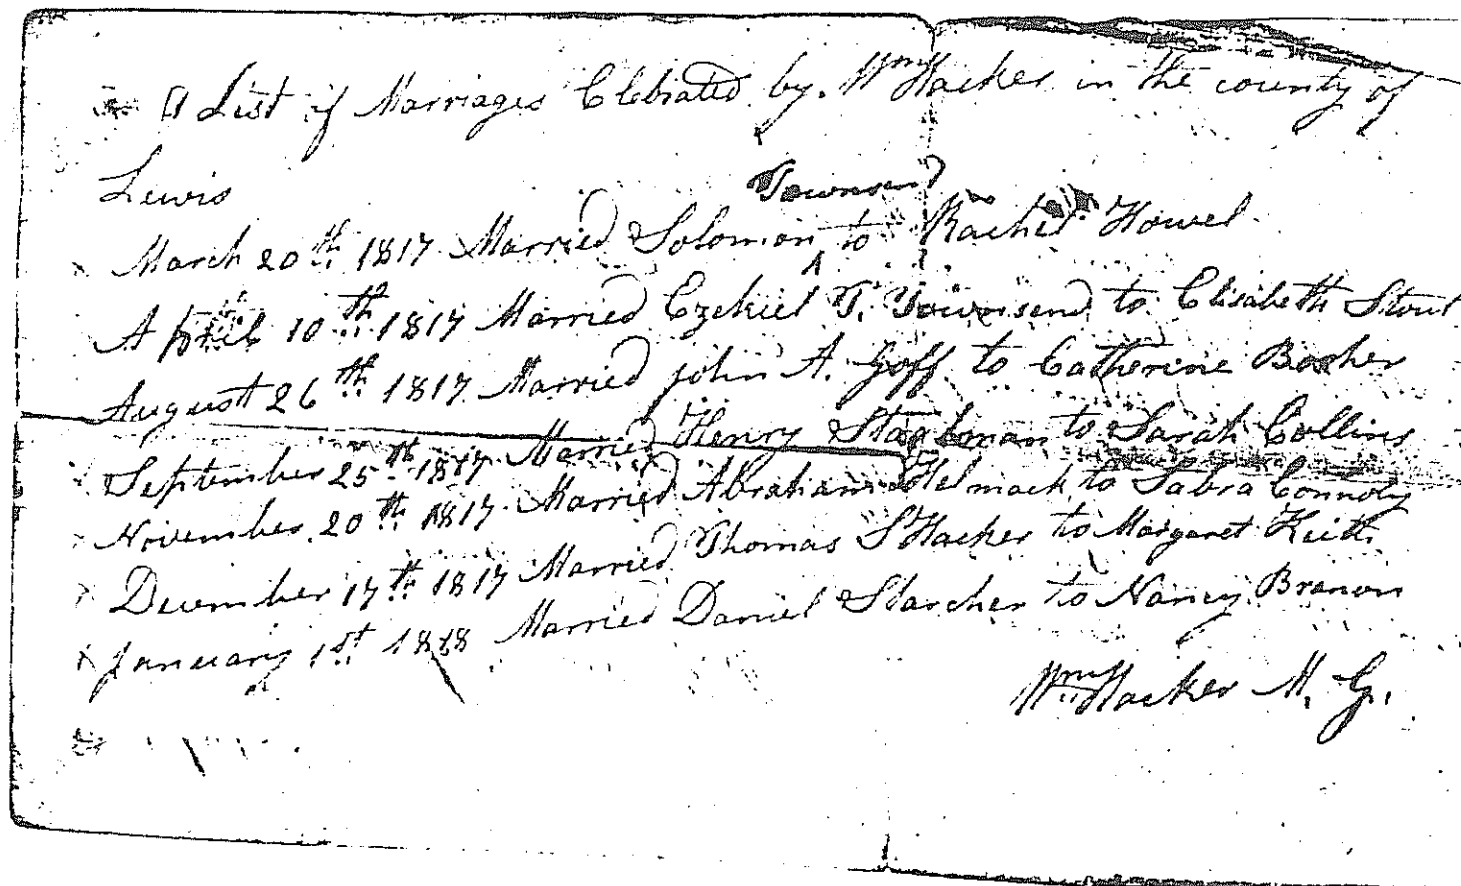 A List of Marriages Clebrated by Wm Hacker in the county of
Lewis
March 20th 1817 Married Solomon Townsend to Rachel Howel
April 10th 1817 Married Ezekiel T. Townsend to Elisabeth Stout
August 26th 1817 Married john A. Goff to Catherine Bosher
September 25th 1817 Married Henry to Sarah Collins
November 20th 1817 Married Abraham Helmack to Sabra Connoly
December 17th 1817 Married Thomas S Hacker to Margaret Keith
January 1st 1818 Married Daniel Starcher to Nancy Branon
Wm Hacker M. G.